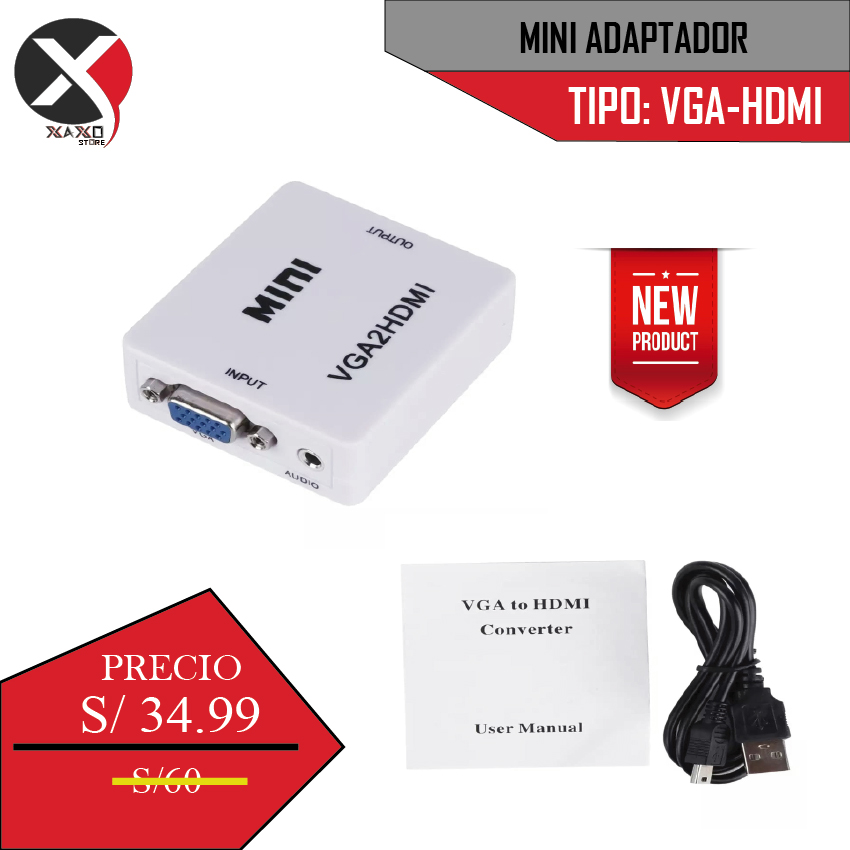 XAXO
STORE
MINI ADAPTADOR
TIPO: VGA-HDMI
OUTPUT
MINI
VGA2HDMI
INPUT
VGA
AUDIO
NEW
PRODUCT
VGA to HDMI
Converter
User Manual
PRECIO
S/ 34.99
S/60